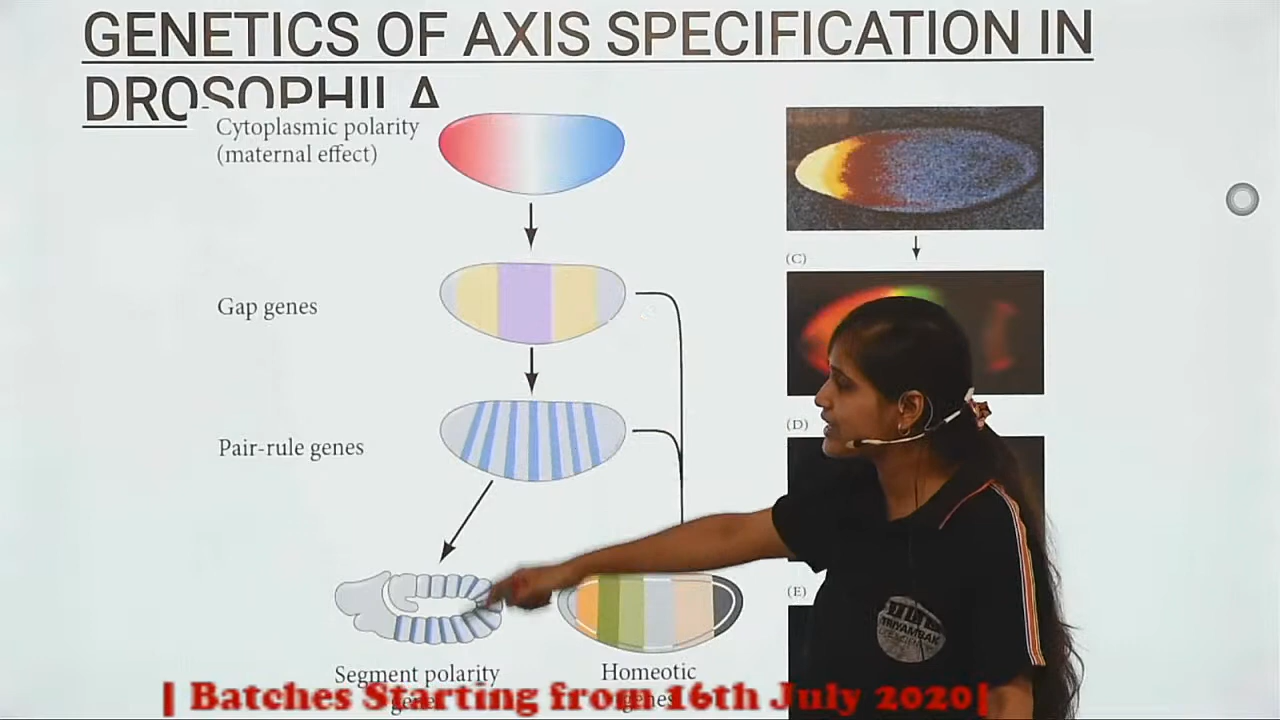 GENETICS OF AXIS SPECIFICATION IN
DROSOPHILA
Cytoplasmic polarity
(maternal effect)
(C)
Gap genes
(D)
Pair-rule genes
(E)
Segment polarity
genes
Homeotic
genes
TRIYAMBAK
[ Batches Starting from 16th July 2020]